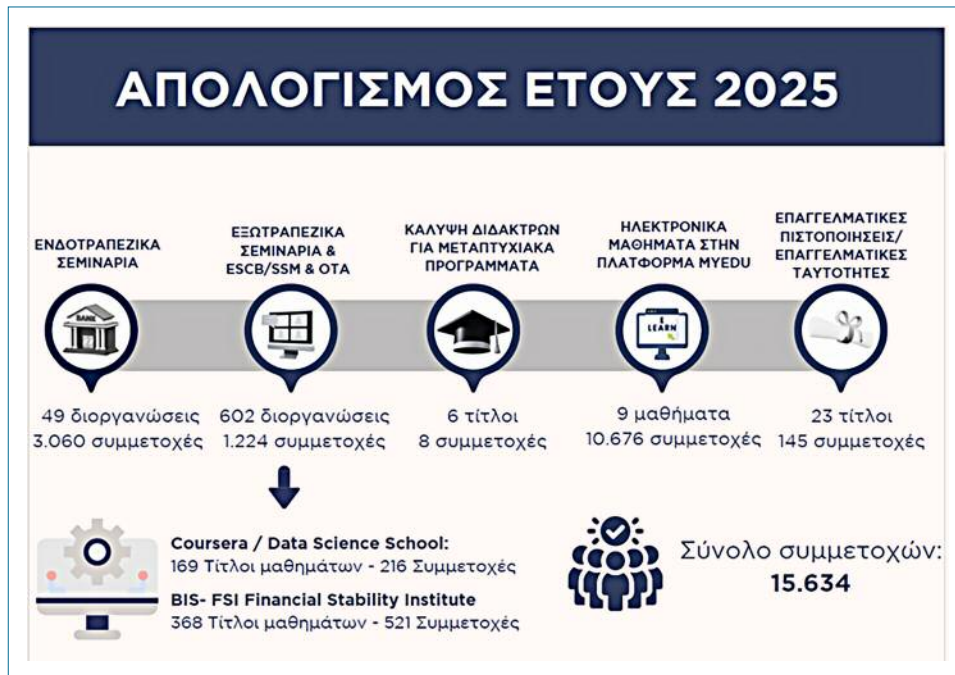 ΑΠΟΛΟΓΙΣΜΟΣ ΕΤΟΥΣ 2025
ΕΝΔΟΤΡΑΠΕΖΙΚΑ
ΣΕΜΙΝΑΡΙΑ
ΕΞΩΤΡΑΠΕΖΙΚΑ
ΣΕΜΙΝΑΡΙΑ &
ESCB/SSM & ΟΤΑ
ΚΑΛΥΨΗ ΔΙΔΑΚΤΡΩΝ
ΓΙΑ ΜΕΤΑΠΤΥΧΙΑΚΑ
ΠΡΟΓΡΑΜΜΑΤΑ
ΗΛΕΚΤΡΟΝΙΚΑ
ΜΑΘΗΜΑΤΑ ΣΤΗΝ
ΠΛΑΤΦΟΡΜΑ MYEDU
ΕΠΑΓΓΕΛΜΑΤΙΚΕΣ
ΠΙΣΤΟΠΟΙΗΣΕΙΣ/
ΕΠΑΓΓΕΛΜΑΤΙΚΕΣ
ΤΑΥΤΟΤΗΤΕΣ
BANK
E
LEARN
49 διοργανώσεις
3.060 συμμετοχές
602 διοργανώσεις
1.224 συμμετοχές
6 τίτλοι
8 συμμετοχές
9 μαθήματα
10.676 συμμετοχές
23 τίτλοι
145 συμμετοχές
Coursera / Data Science School:
169 Τίτλοι μαθημάτων - 216 Συμμετοχές
BIS- FSI Financial Stability Institute
368 Τίτλοι μαθημάτων - 521 Συμμετοχές
Σύνολο συμμετοχών:
15.634